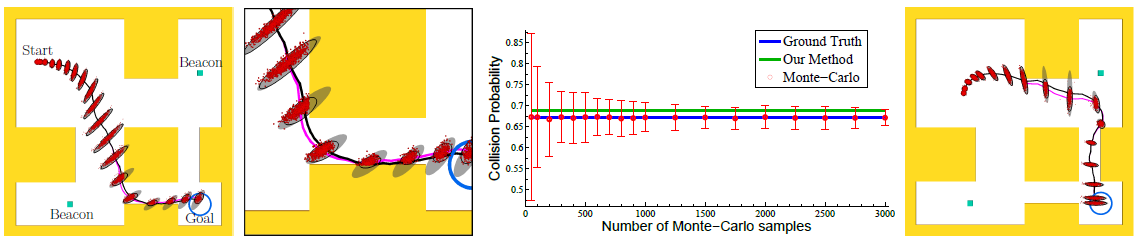 Start
Beacon
Beacon
Goal
Collision Probability
0.85
0.8
0.75
0.7
0.65
0.6
0.55
0.5
Ground Truth
Our Method
Monte−Carlo
0 500 1000 1500 2000 2500 3000
Number of Monte−Carlo samples